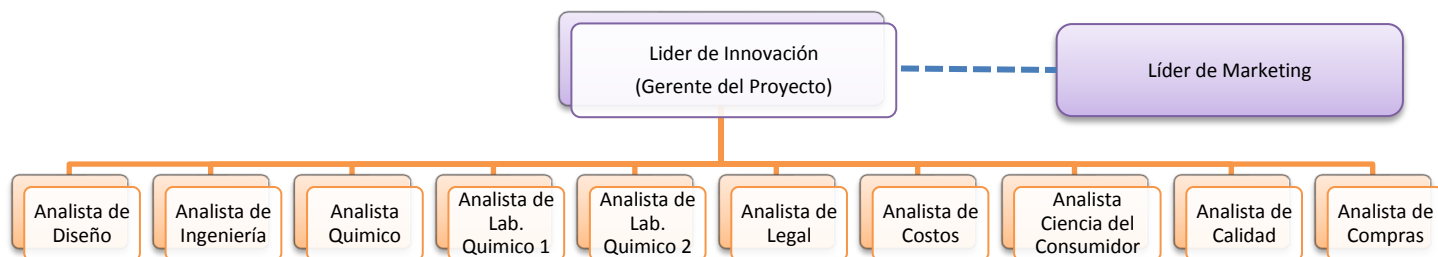 Lider de Innovación
(Gerente del Proyecto)
Líder de Marketing
Analista de
Diseño
Analista de
Ingeniería
Analista
Quimico
Analista de
Lab.
Quimico 1
Analista de
Lab.
Quimico 2
Analista de
Legal
Analista de
Costos
Analista
Ciencia del
Consumidor
Analista de
Calidad
Analista de
Compras